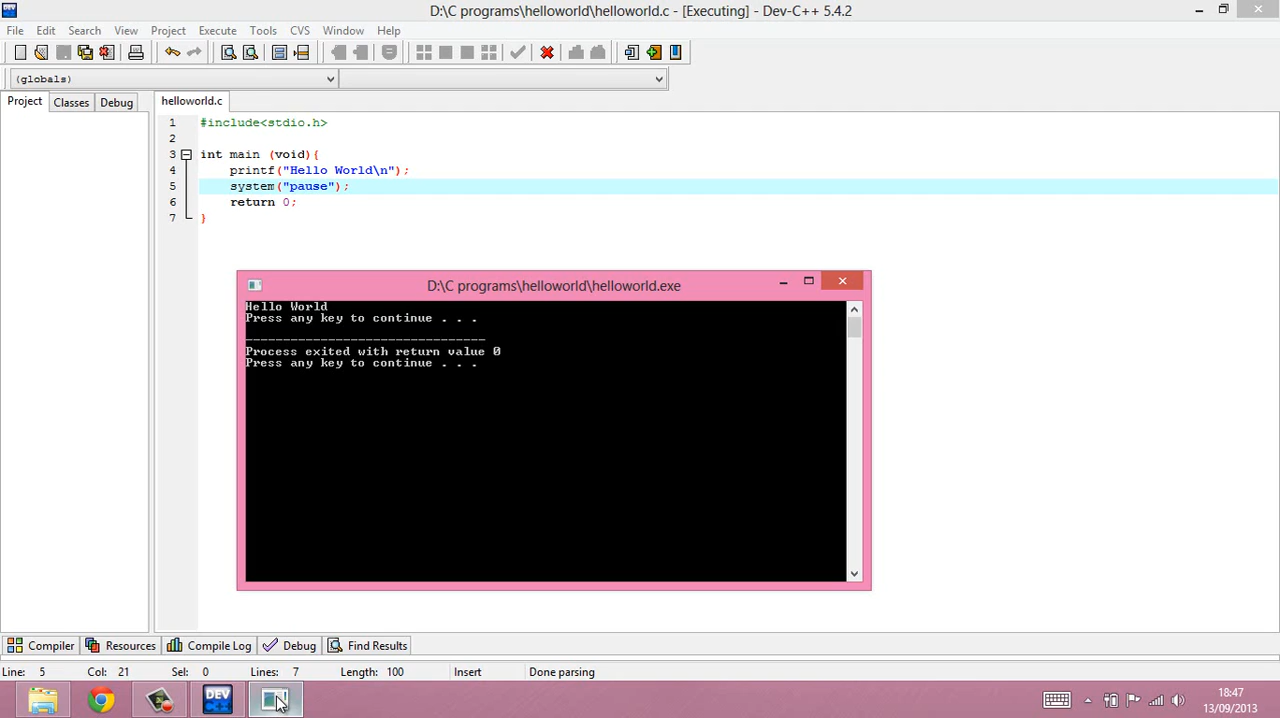 D:\C programs\helloworld\helloworld.c - [Executing] - Dev-C++ 5.4.2
File Edit Search View Project Execute Tools CVS Window Help
(globals)
Project Classes Debug helloworld.c
1 #include<stdio.h>
2
3 int main (void){
4 printf("Hello World\n");
5 system("pause");
6 return 0;
7 }
D:\C programs\helloworld\helloworld.exe
Hello World
Press any key to continue . . .
--------------------------------
Process exited with return value 0
Press any key to continue . . .
Compiler Resources Compile Log Debug Find Results
Line: 5 Col: 21 Sel: 0 Lines: 7 Length: 100 Insert Done parsing
DEV
18:47
13/09/2013